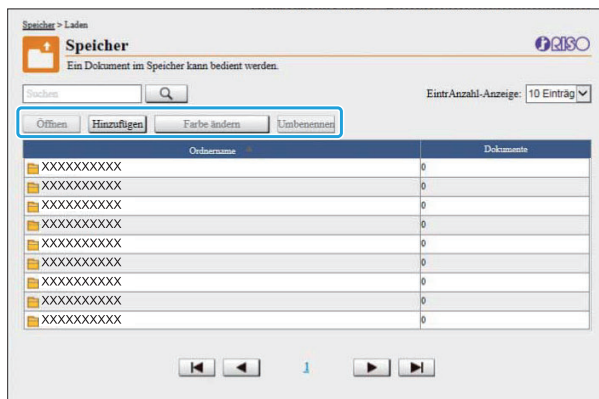 Speicher > Laden
Speicher
RISO
Ein Dokument im Speicher kann bedient werden.
Suchen
EintrAnzahl-Anzeige: 10 Einträg
Öffnen Hinzufügen Farbe ändern Umbenennen
Ordnername Dokumente
XXXXXXXXXX 0
XXXXXXXXXX 0
XXXXXXXXXX 0
XXXXXXXXXX 0
XXXXXXXXXX 0
XXXXXXXXXX 0
XXXXXXXXXX 0
XXXXXXXXXX 0
XXXXXXXXXX 0
1